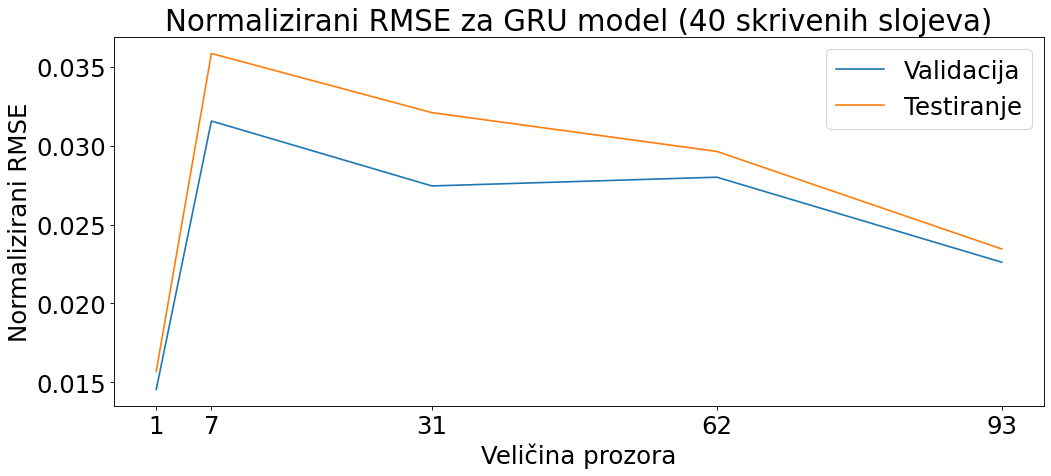 Normalizirani RMSE za GRU model (40 skrivenih slojeva)
Normalizirani RMSE
0.035
0.030
0.025
0.020
0.015
Validacija
Testiranje
1 7 31 62 93
Veličina prozora